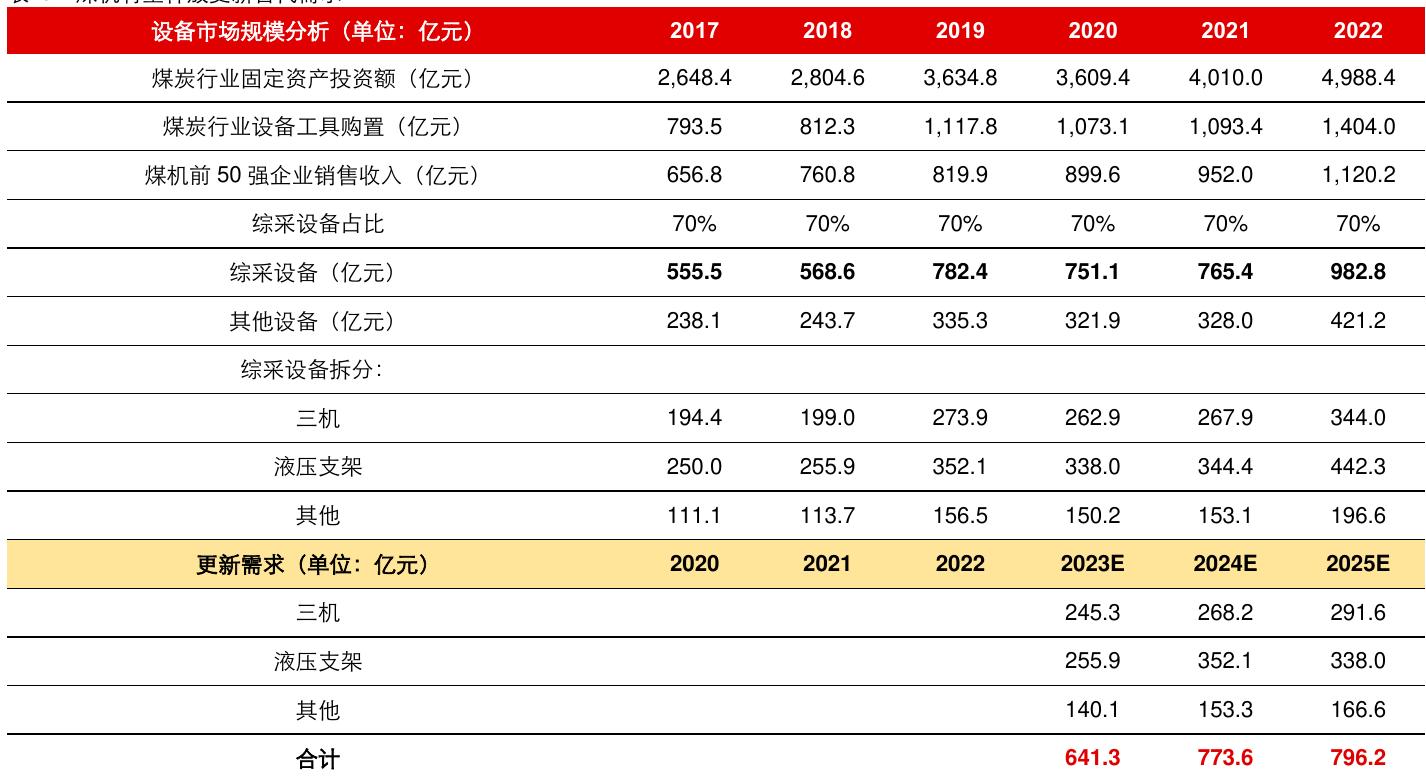 设备市场规模分析（单位：亿元） 2017 2018 2019 2020 2021 2022
煤炭行业固定资产投资额（亿元） 2,648.4 2,804.6 3,634.8 3,609.4 4,010.0 4,988.4
煤炭行业设备工具购置（亿元） 793.5 812.3 1,117.8 1,073.1 1,093.4 1,404.0
煤机前 50 强企业销售收入（亿元） 656.8 760.8 819.9 899.6 952.0 1,120.2
综采设备占比 70% 70% 70% 70% 70% 70%
综采设备（亿元） 555.5 568.6 782.4 751.1 765.4 982.8
其他设备（亿元） 238.1 243.7 335.3 321.9 328.0 421.2
综采设备拆分：
三机 194.4 199.0 273.9 262.9 267.9 344.0
液压支架 250.0 255.9 352.1 338.0 344.4 442.3
其他 111.1 113.7 156.5 150.2 153.1 196.6
更新需求（单位：亿元） 2020 2021 2022 2023E 2024E 2025E
三机 245.3 268.2 291.6
液压支架 255.9 352.1 338.0
其他 140.1 153.3 166.6
合计 641.3 773.6 796.2